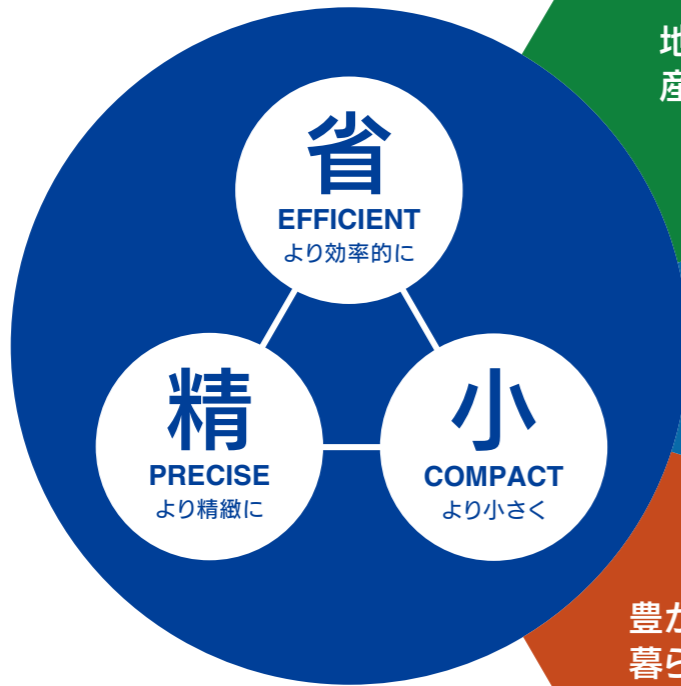 省
EFFICIENT
より効率的に
精
PRECISE
より精緻に
小
COMPACT
より小さく
地
産
豊か
暮ら